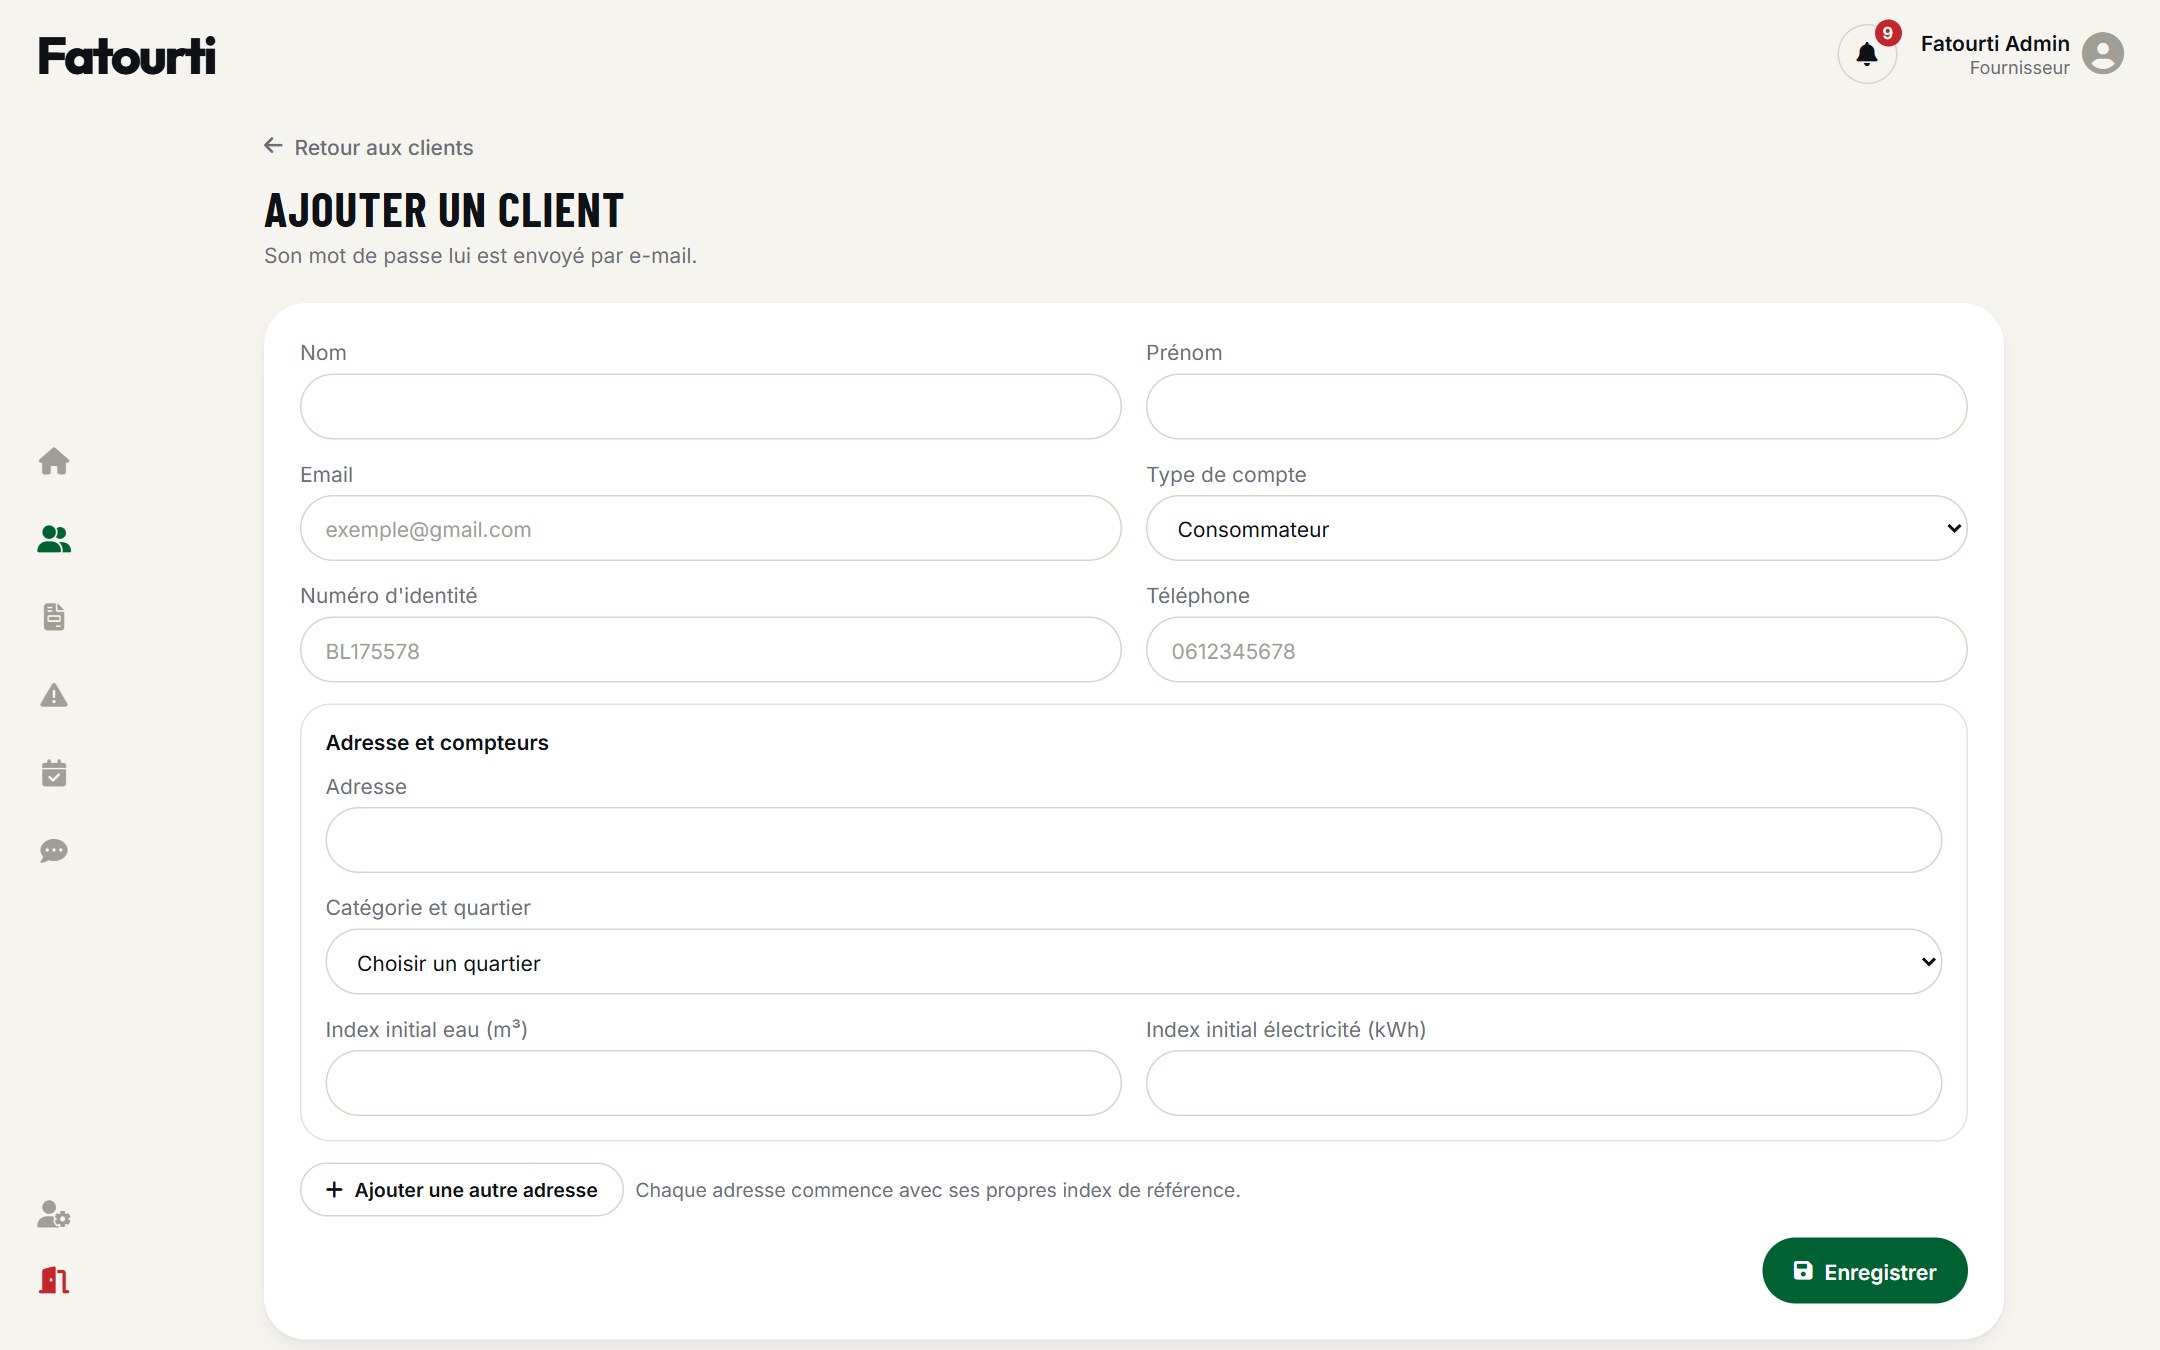 Fatourti
9
Fatourti Admin
Fournisseur
Retour aux clients
AJOUTER UN CLIENT
Son mot de passe lui est envoyé par e-mail.
Nom
Prénom
Email
Type de compte
exemple@gmail.com
Consommateur
Numéro d'identité
Téléphone
BL175578
0612345678
Adresse et compteurs
Adresse
Catégorie et quartier
Choisir un quartier
Index initial eau (m³)
Index initial électricité (kWh)
+ Ajouter une autre adresse
Chaque adresse commence avec ses propres index de référence.
Enregistrer